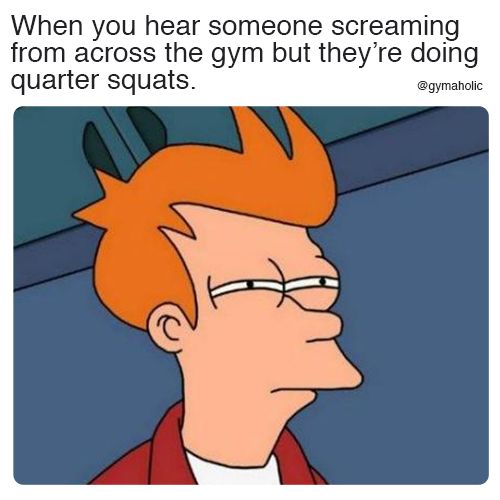 When you hear someone screaming
from across the gym but they’re doing
quarter squats.
@gymaholic